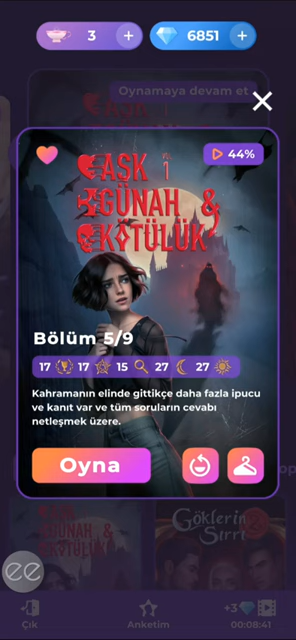 3 +
6851 +
Oynamaya devam et
44%
AŞK
GÜNAH &
KÖTÜLÜK
Bölüm 5/9
17 17 15 27 27
Kahramanın elinde gittikçe daha fazla ipucu
ve kanıt var ve tüm soruların cevabı
netleşmek üzere.
Oyna
AŞK
GÜNAH &
KÖTÜLÜK
Göklerin
Sırrı
ee
Çık
Anketim
+3
00:08:41